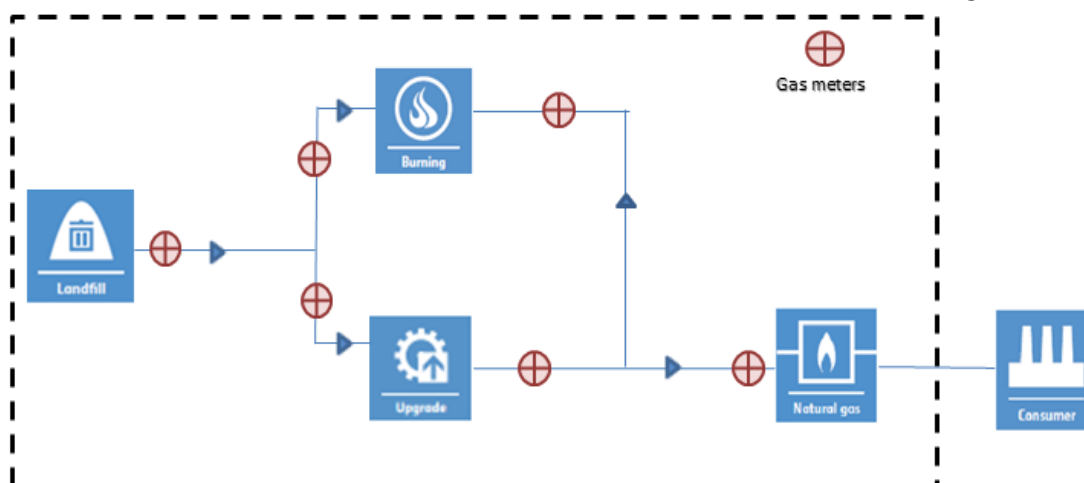 Gas meters
Burning
Landfill
Upgrade
Natural gas
Consumer